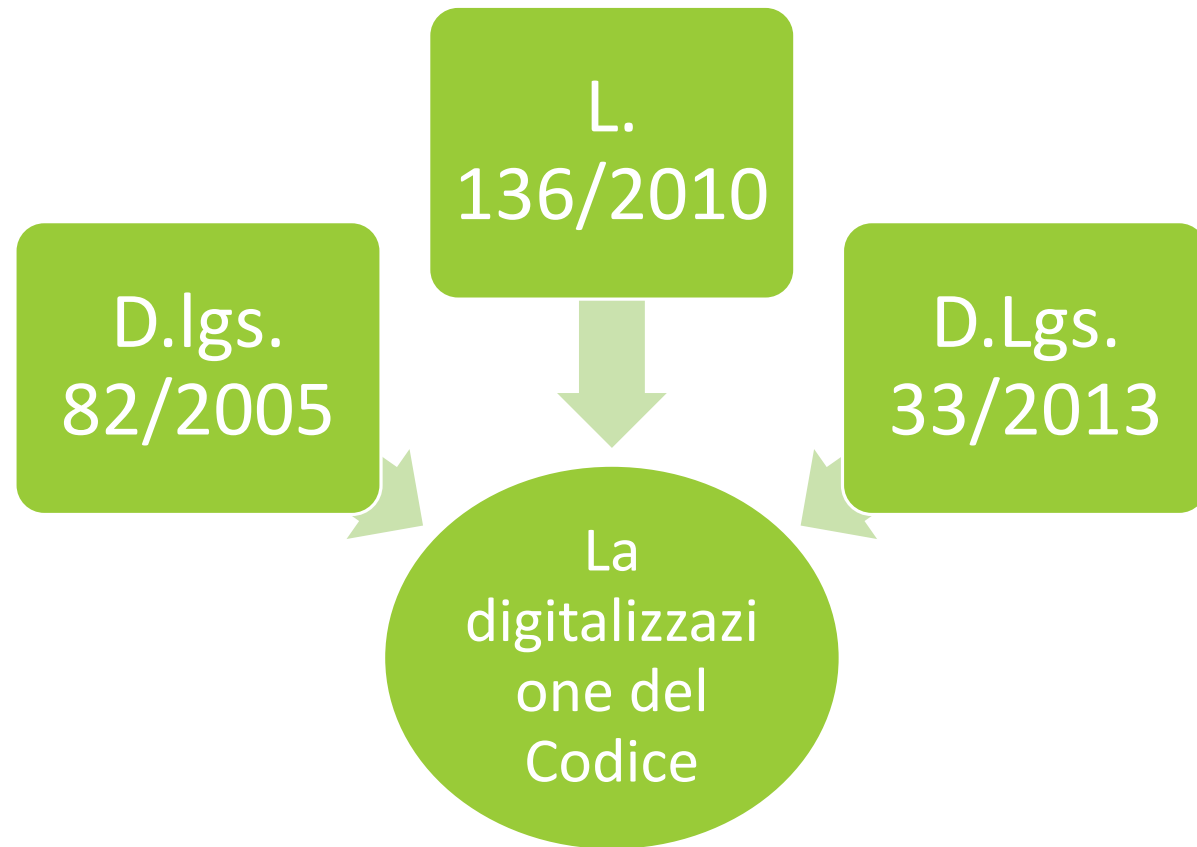 L.
136/2010
D.lgs.
82/2005
D.Lgs.
33/2013
La
digitalizzazi
one del
Codice